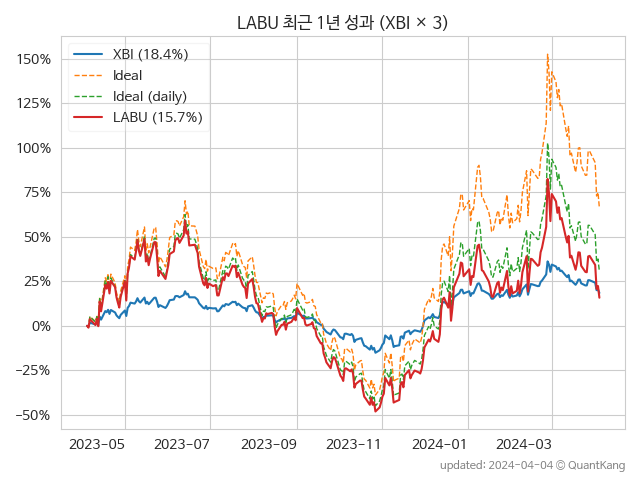 LABU 최근 1년 성과 (XBI × 3)
XBI (18.4%)
Ideal
Ideal (daily)
LABU (15.7%)
150%
125%
100%
75%
50%
25%
0%
−25%
−50%
2023-05 2023-07 2023-09 2023-11 2024-01 2024-03
updated: 2024-04-04 ⓒ QuantKang